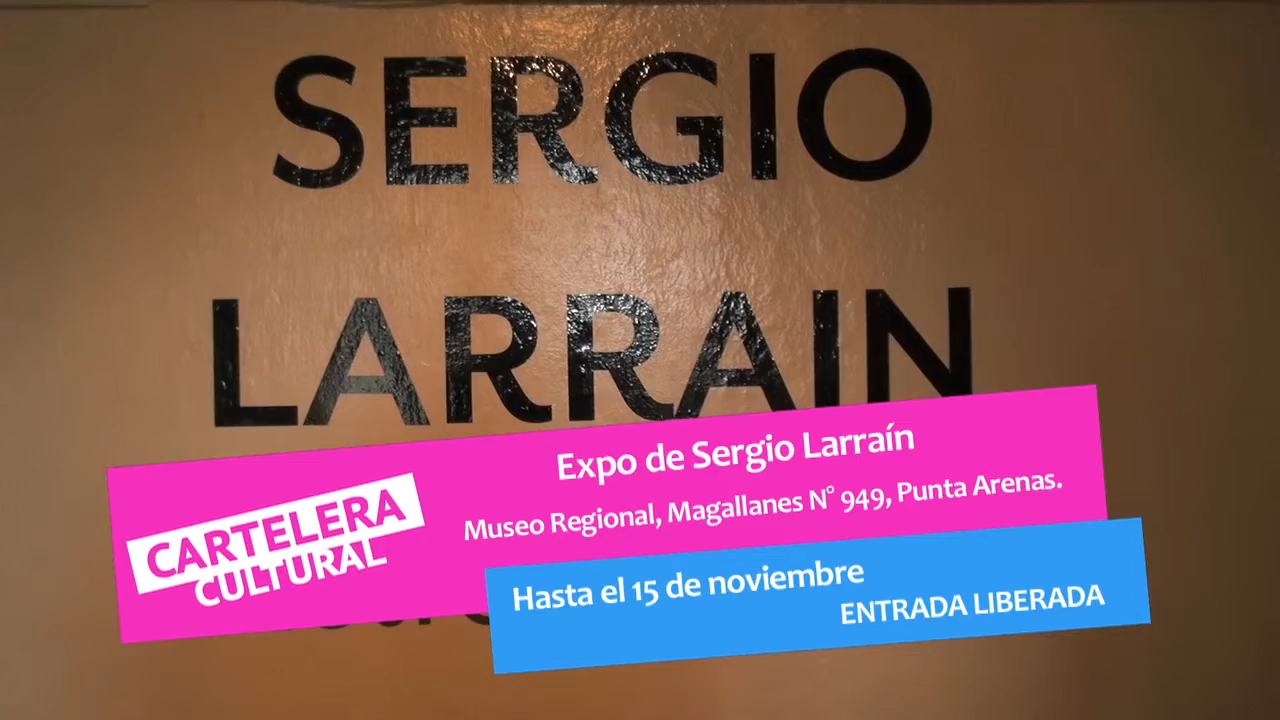 SERGIO
LARRAIN
Expo de Sergio Larraín
Museo Regional, Magallanes N° 949, Punta Arenas.
CARTELERA
CULTURAL
Hasta el 15 de noviembre
ENTRADA LIBERADA